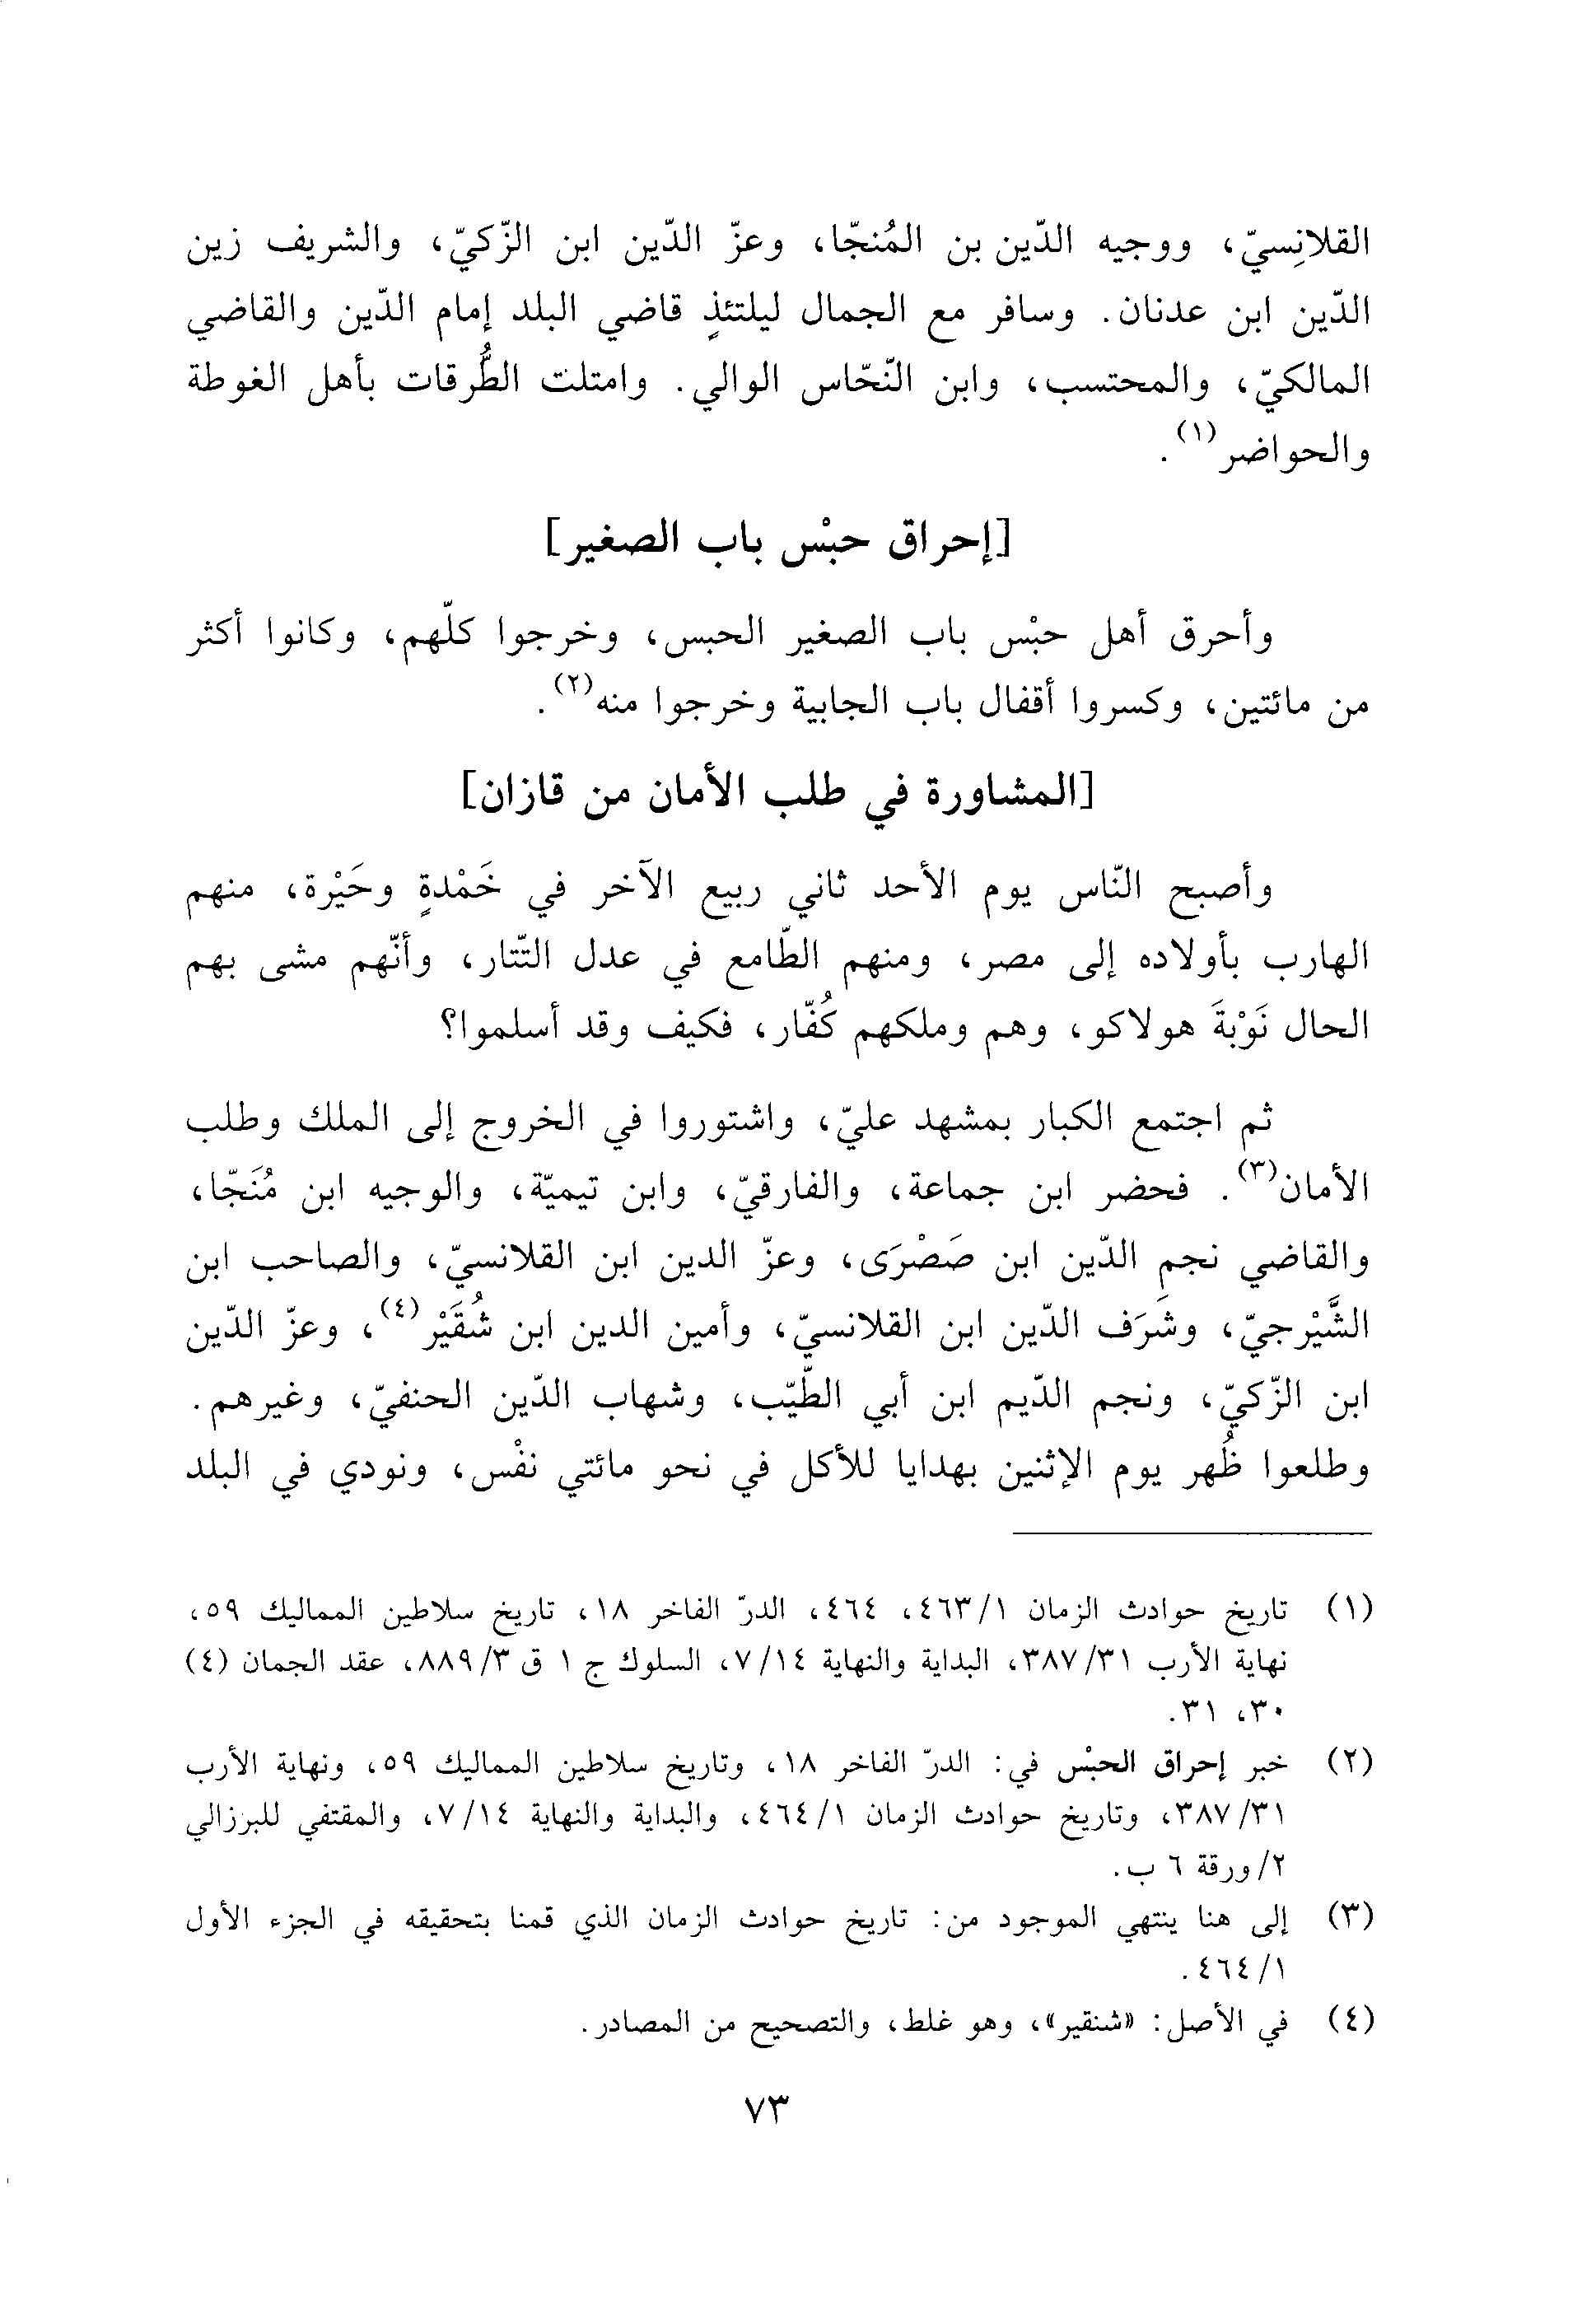 القلانِسيّ، ووجيه الدّين بن المُنجّا، وعزّ الدّين ابن الزّكيّ، والشريف زين
الدّين ابن عدنان. وسافر مع الجمال ليلتئذٍ قاضي البلد إمام الدّين والقاضي
المالكيّ، والمحتسب، وابن النّحّاس الوالي. وامتلت الطُّرقات بأهل الغوطة
والحواضر(١).
[إحراق حبْس باب الصغير]
وأحرق أهل حبْس باب الصغير الحبس، وخرجوا كلّهم، وكانوا أكثر
من مائتين، وكسروا أقفال باب الجابية وخرجوا منه(٢).
[المشاورة في طلب الأمان من قازان]
وأصبح النّاس يوم الأحد ثاني ربيع الآخر في خَمْدةٍ وحَيْرة، منهم
الهارب بأولاده إلى مصر، ومنهم الطّامع في عدل التّتار، وأنّهم مشى بهم
الحال نَوْبةَ هولاكو، وهم وملكهم كُفّار، فكيف وقد أسلموا؟
ثم اجتمع الكبار بمشهد عليّ، واشتوروا في الخروج إلى الملك وطلب
الأمان(٣). فحضر ابن جماعة، والفارقيّ، وابن تيميّة، والوجيه ابن مُنَجّا،
والقاضي نجم الدّين ابن صَصْرَى، وعزّ الدين ابن القلانسيّ، والصاحب ابن
الشَّيْرجيّ، وشَرَف الدّين ابن القلانسيّ، وأمين الدين ابن شُقَيْر(٤)، وعزّ الدّين
ابن الزّكيّ، ونجم الدّيم ابن أبي الطّيّب، وشهاب الدّين الحنفيّ، وغيرهم.
وطلعوا ظُهر يوم الإثنين بهدايا للأكل في نحو مائتي نفْس، ونودي في البلد
(١) تاريخ حوادث الزمان ١/ ٤٦٣، ٤٦٤، الدرّ الفاخر ١٨، تاريخ سلاطين المماليك ٥٩،
نهاية الأرب ٣١/ ٣٨٧، البداية والنهاية ١٤/ ٧، السلوك ج ١ ق ٣/ ٨٨٩، عقد الجمان (٤)
٣٠، ٣١.
(٢) خبر إحراق الحبْس في: الدرّ الفاخر ١٨، وتاريخ سلاطين المماليك ٥٩، ونهاية الأرب
٣١/ ٣٨٧، وتاريخ حوادث الزمان ١/ ٤٦٤، والبداية والنهاية ١٤/ ٧، والمقتفي للبرزالي
٢/ ورقة ٦ ب.
(٣) إلى هنا ينتهي الموجود من: تاريخ حوادث الزمان الذي قمنا بتحقيقه في الجزء الأول
١/ ٤٦٤.
(٤) في الأصل: «شنقير»، وهو غلط، والتصحيح من المصادر.
٧٣